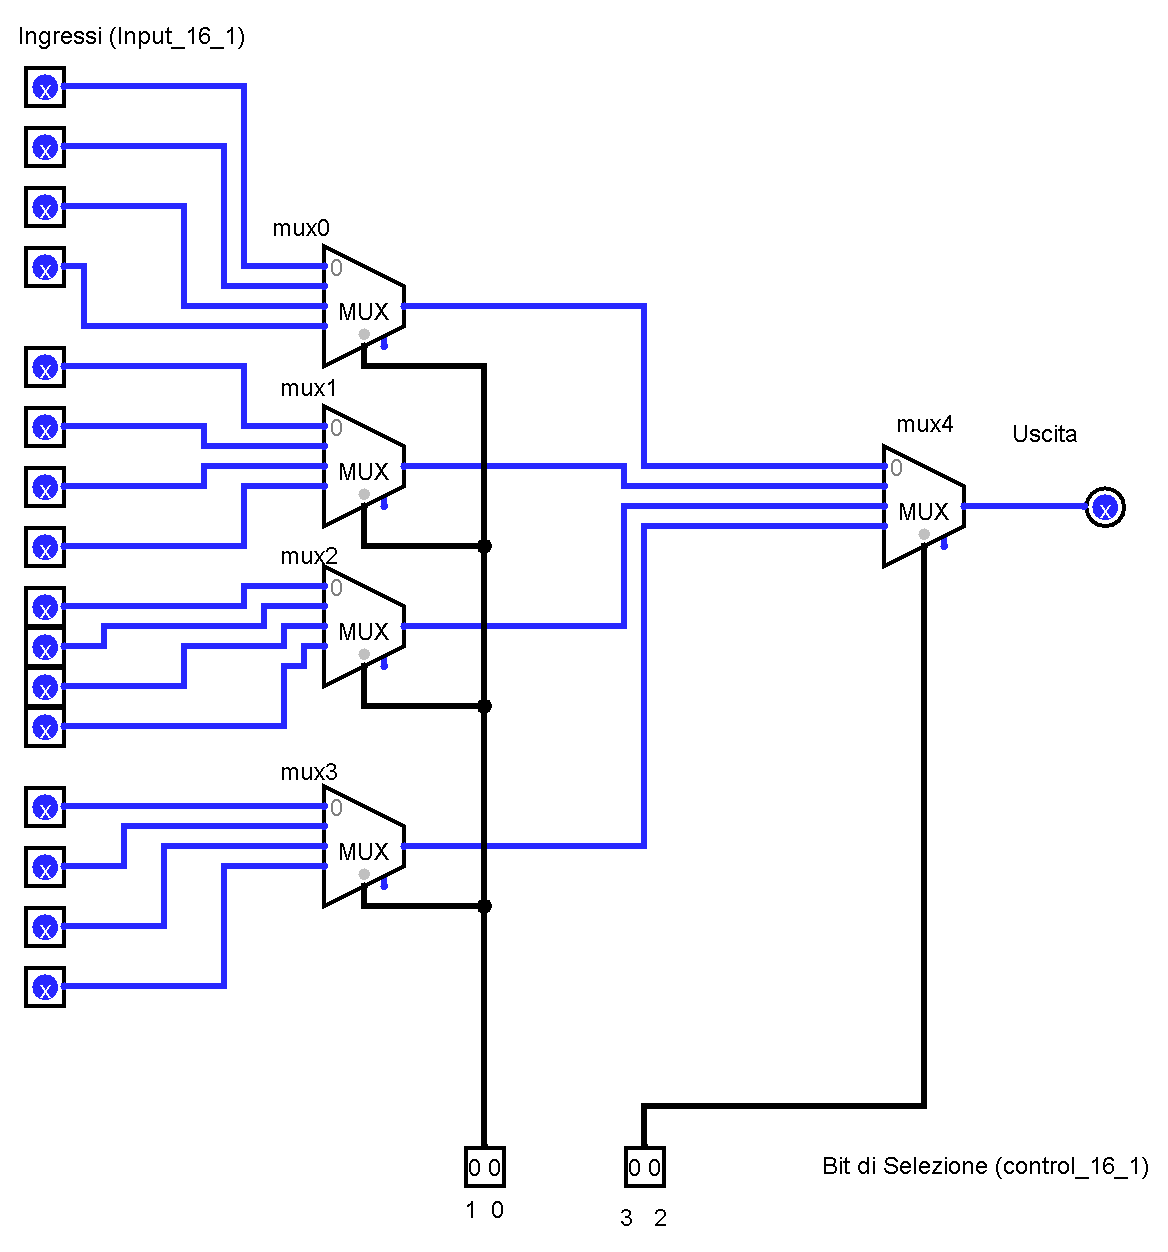 Ingressi (Input_16_1)
x
x
x
x
mux0
0
MUX
x
x
x
x
mux1
0
MUX
mux4
0
MUX
Uscita
x
x
x
x
x
mux2
0
MUX
x
x
x
x
mux3
0
MUX
0 0
1 0
0 0
3 2
Bit di Selezione (control_16_1)